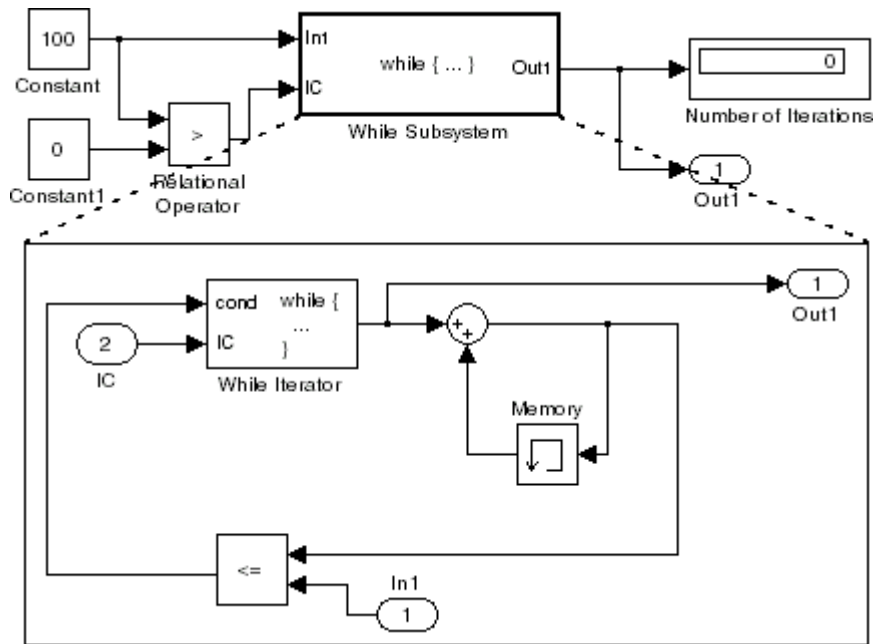 100
Constant
0
Constant1
>
Relational
Operator
In1
IC
while { ... }
Out1
While Subsystem
0
Number of Iterations
1
Out1
cond
IC
while {
...
}
While Iterator
2
IC
+
+
Memory
1
Out1
<=
In1
1